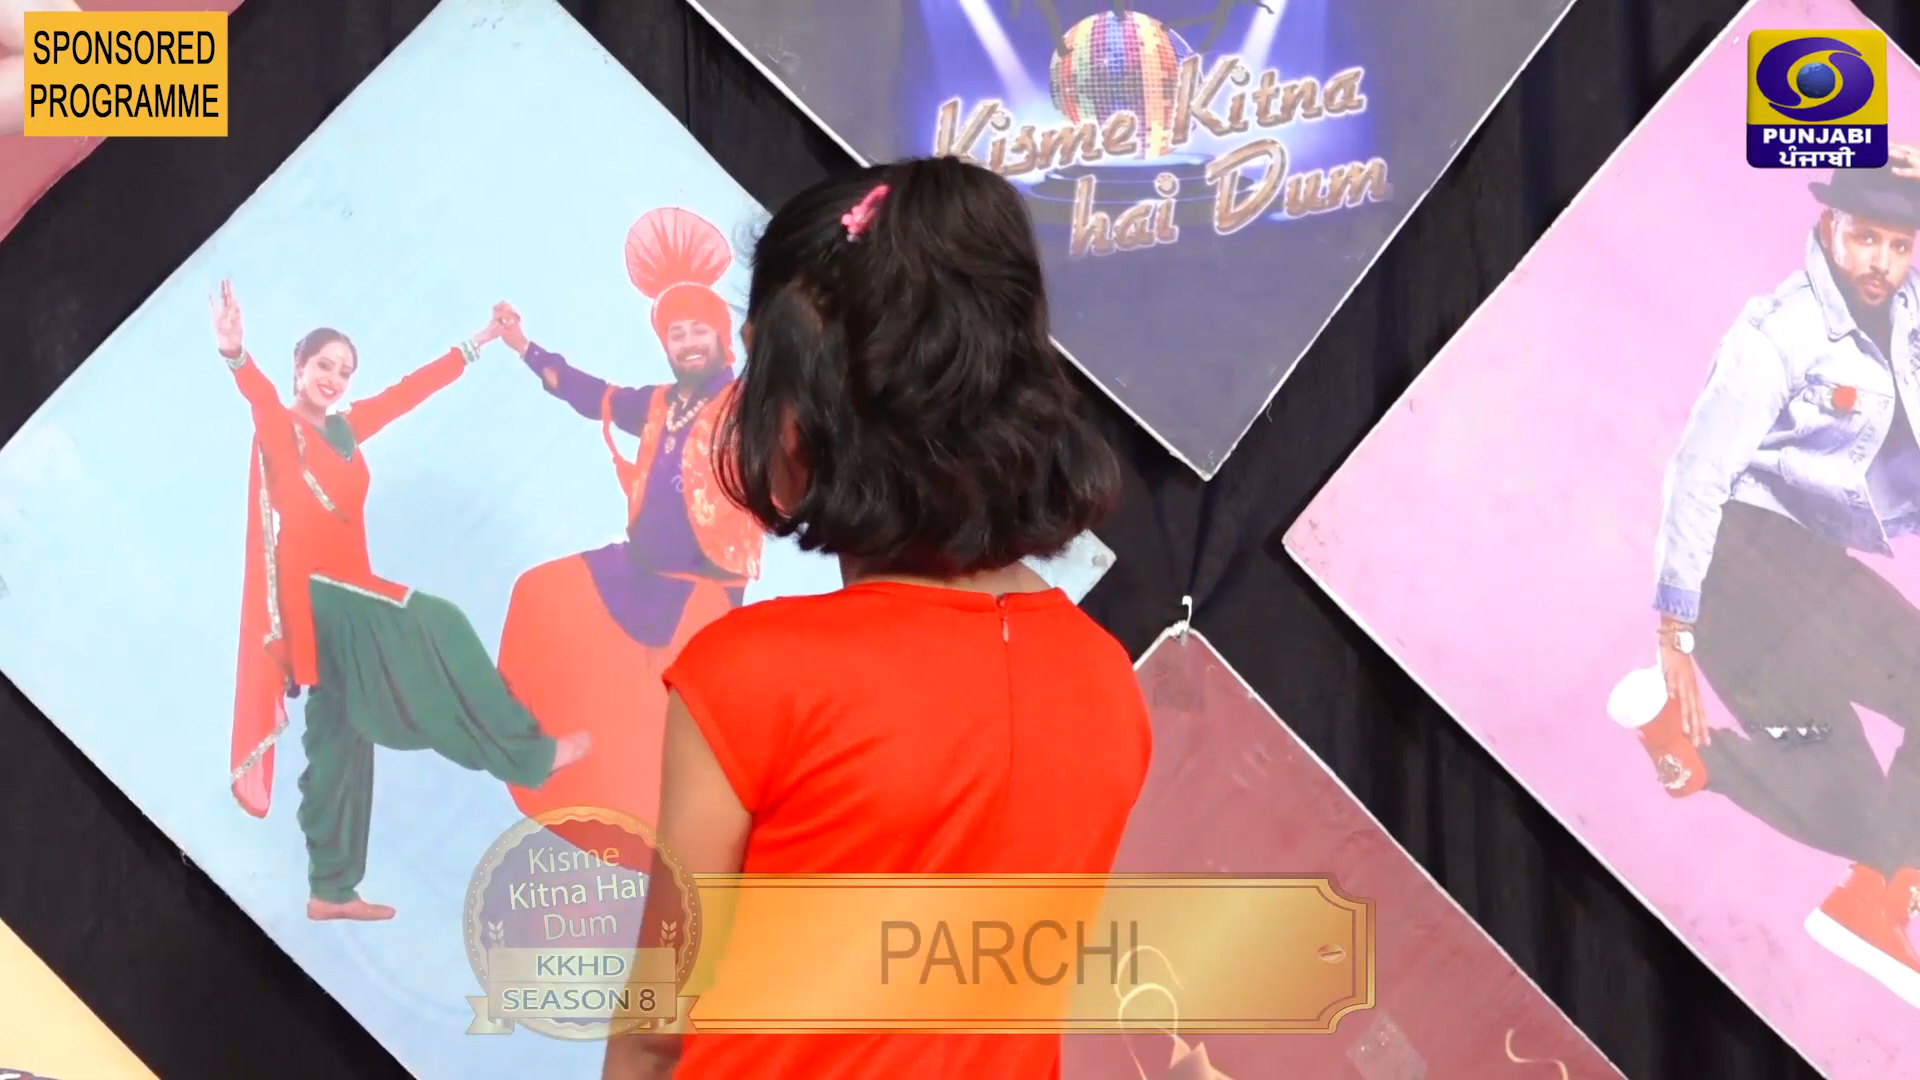 SPONSORED
PROGRAMME
Kisme Kitna
hai Dum
PUNJABI
ਪੰਜਾਬੀ
Kisme
Kitna Hai
Dum
KKHD
SEASON 8
PARCHI